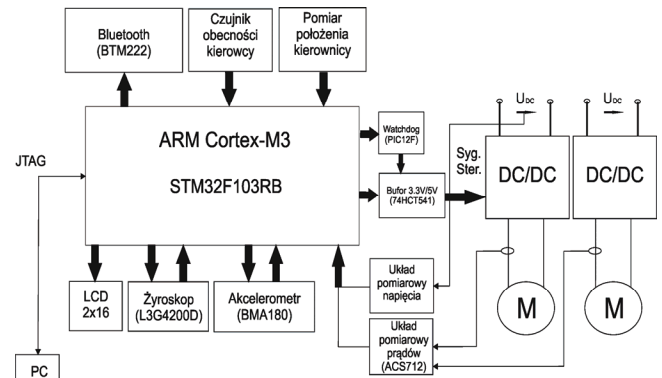 Bluetooth
(BTM222)
Czujnik
obecności
kierowcy
Pomiar
położenia
kierownicy
ARM Cortex-M3
STM32F103RB
JTAG
Watchdog
(PIC12F)
Bufor 3.3V/5V
(74HCT541)
Syg.
Ster.
UDC
UDC
DC/DC
DC/DC
LCD
2x16
Żyroskop
(L3G4200D)
Akcelerometr
(BMA180)
Układ
pomiarowy
napięcia
Układ
pomiarowy
prądów
(ACS712)
M
M
PC